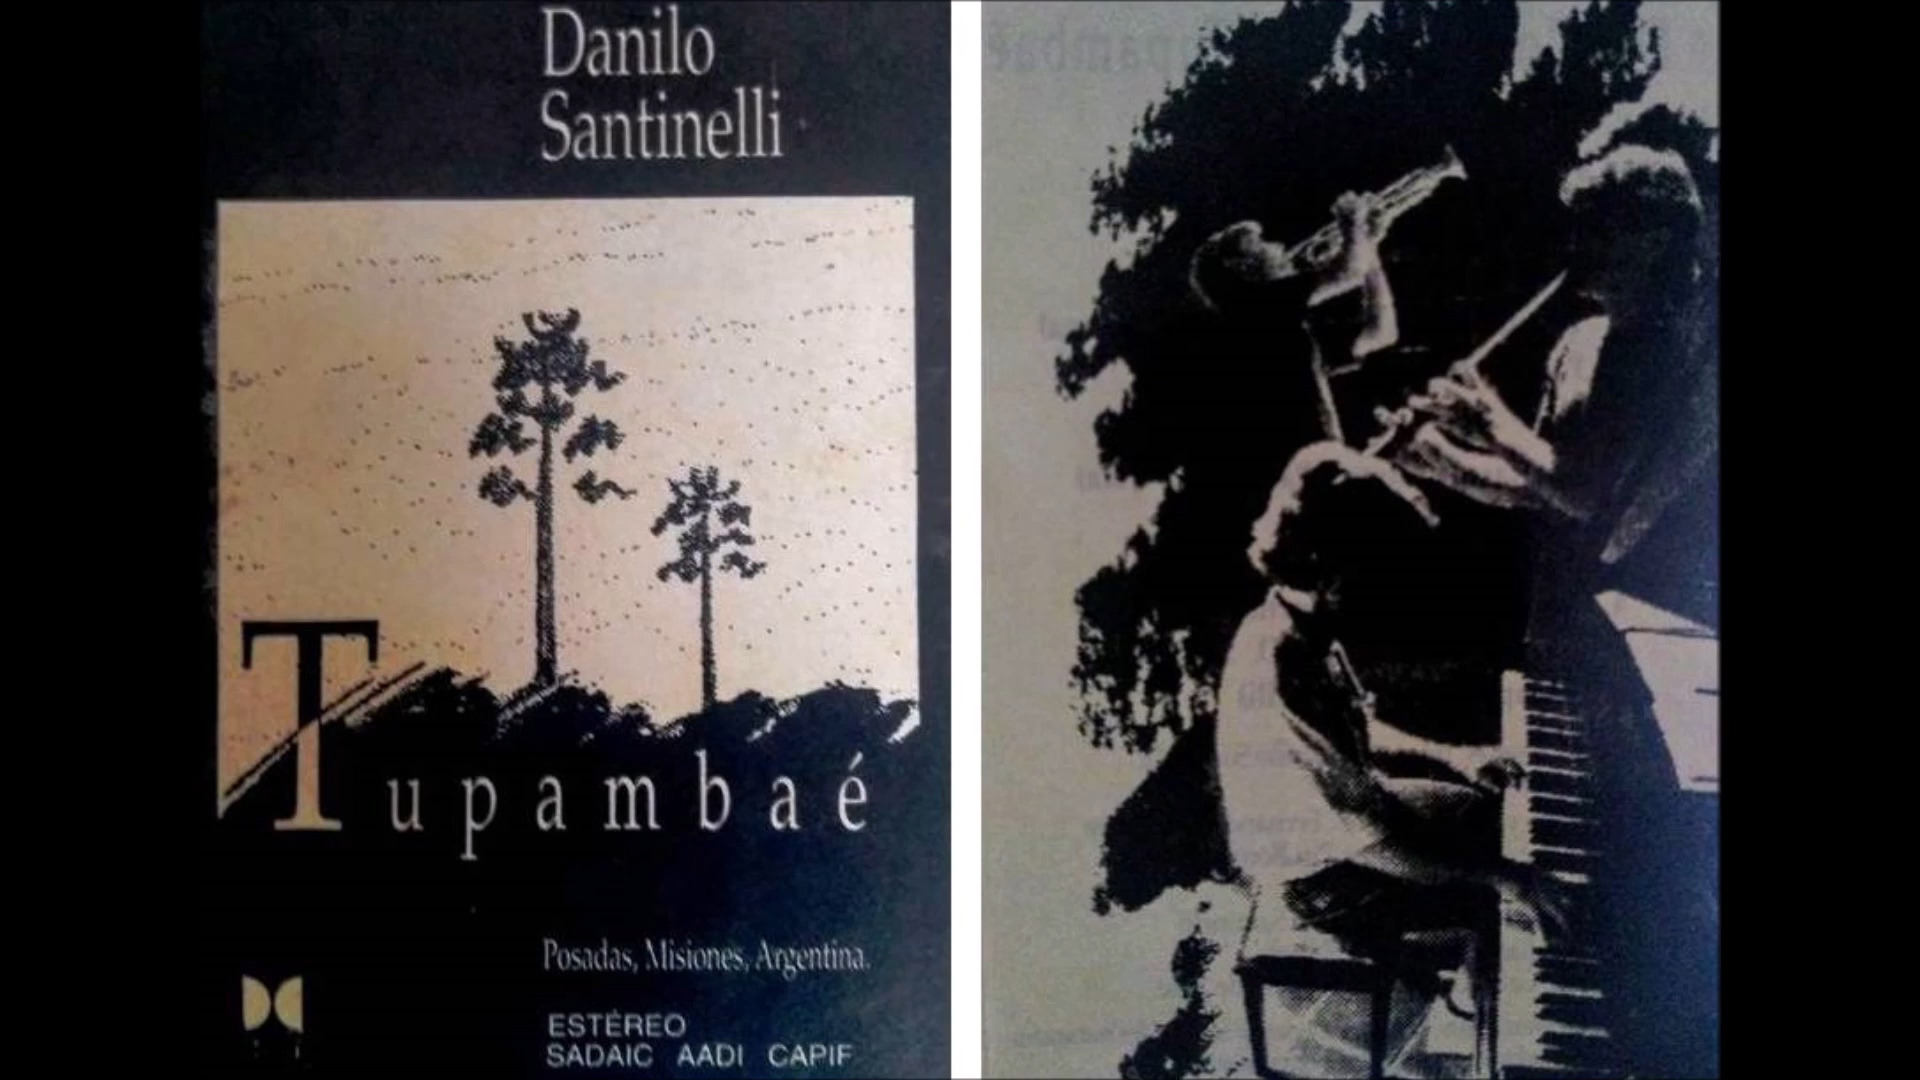 Danilo
Santinelli
Tupambaé
Posadas, Misiones, Argentina.
ESTÉREO
SADAIC AADI CAPIF